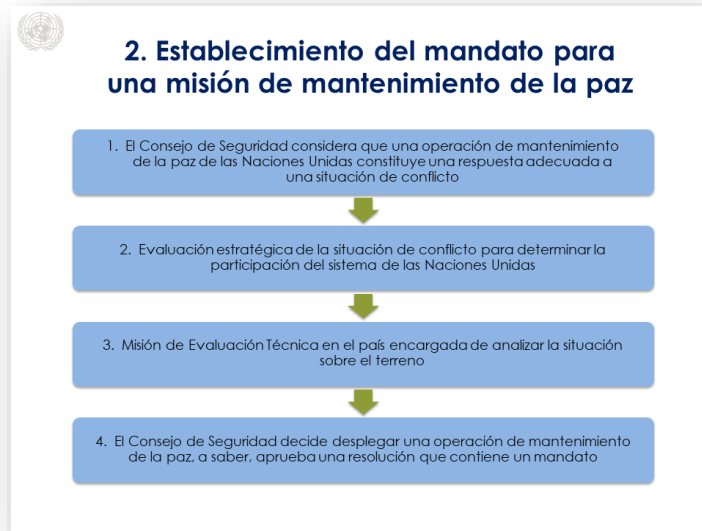 2. Establecimiento del mandato para
una misión de mantenimiento de la paz
1. El Consejo de Seguridad considera que una operación de mantenimiento
de la paz de las Naciones Unidas constituye una respuesta adecuada a
una situación de conflicto
2. Evaluación estratégica de la situación de conflicto para determinar la
participación del sistema de las Naciones Unidas
3. Misión de Evaluación Técnica en el país encargada de analizar la situación
sobre el terreno
4. El Consejo de Seguridad decide desplegar una operación de mantenimiento
de la paz, a saber, aprueba una resolución que contiene un mandato